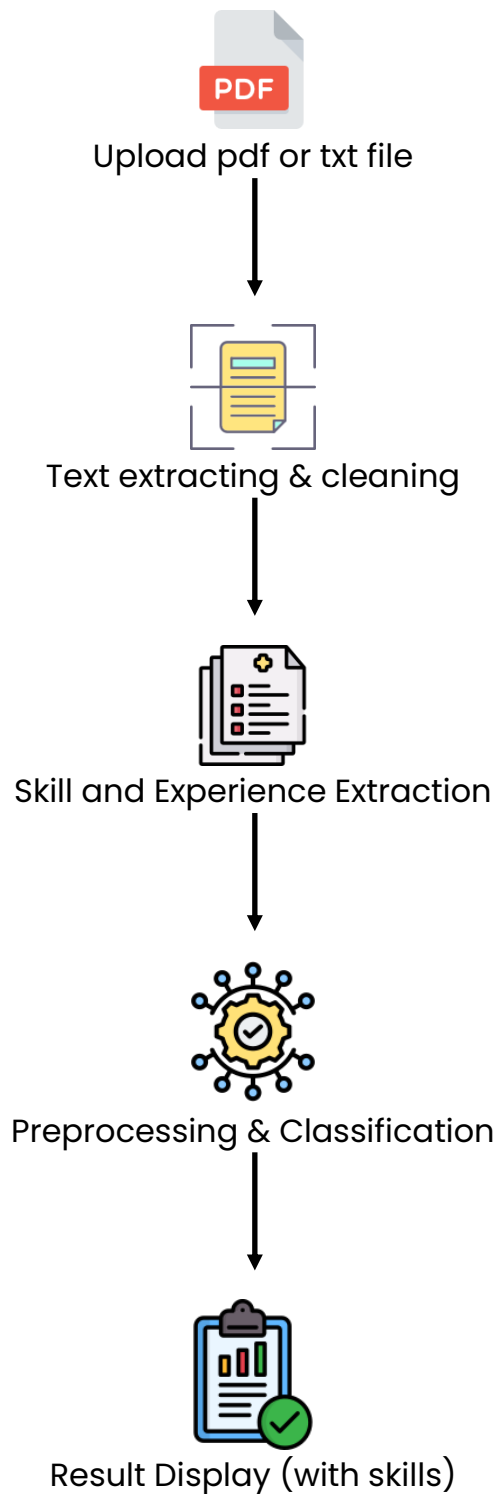 PDF
Upload pdf or txt file
Text extracting & cleaning
Skill and Experience Extraction
Preprocessing & Classification
Result Display (with skills)